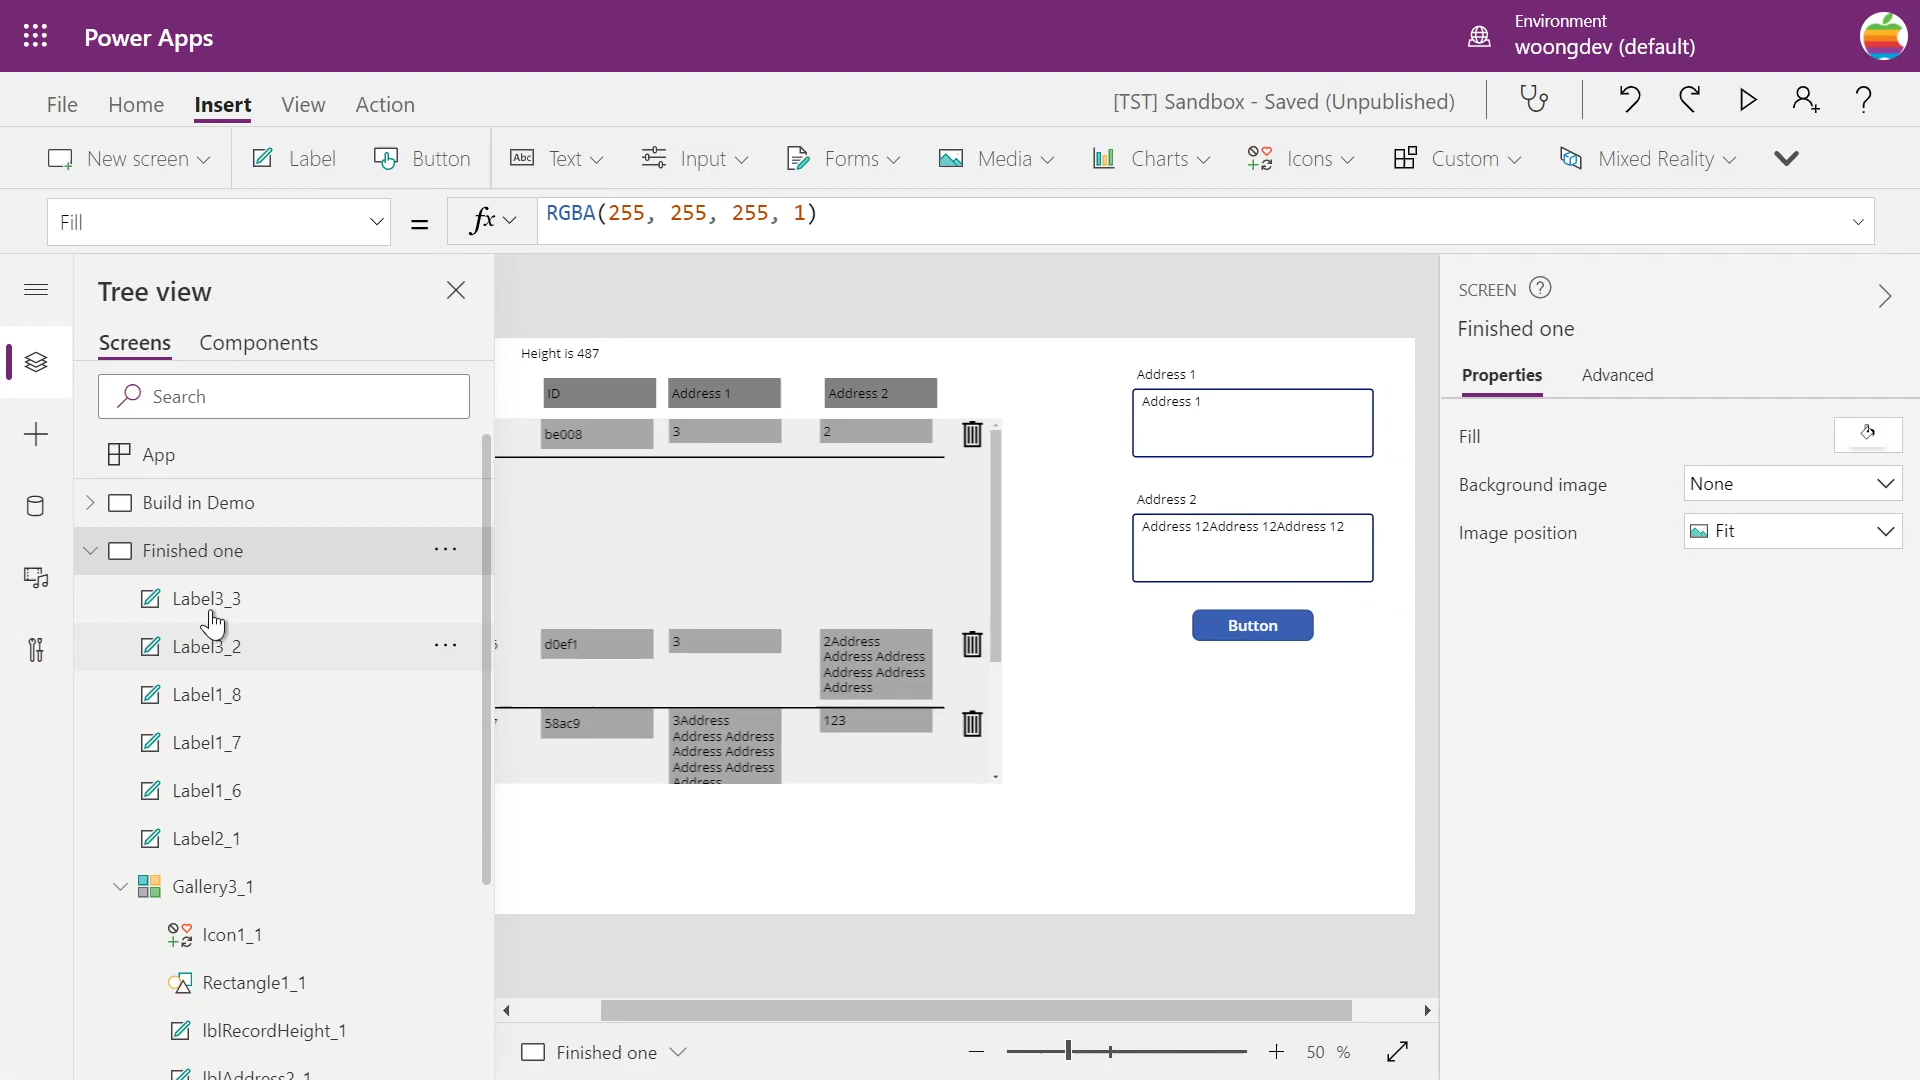 Power Apps
Environment
woongdev (default)
File Home Insert View Action
[TST] Sandbox - Saved (Unpublished)
New screen Label Button Abc Text Input Forms Media Charts Icons Custom Mixed Reality
Fill = fx RGBA(255, 255, 255, 1)
Tree view
Screens Components
Search
App
Build in Demo
Finished one
Label3_3
Label3_2
Label1_8
Label1_7
Label1_6
Label2_1
Gallery3_1
Icon1_1
Rectangle1_1
lblRecordHeight_1
lblAddress2_1
Height is 487
ID Address 1 Address 2
be008 3 2
d0ef1 3 2Address
Address Address
Address Address
Address
58ac9 3Address 123
Address Address
Address Address
Address Address
Address
Address 1
Address 1
Address 2
Address 12Address 12Address 12
Button
Finished one
50 %
SCREEN
Finished one
Properties Advanced
Fill
Background image None
Image position Fit